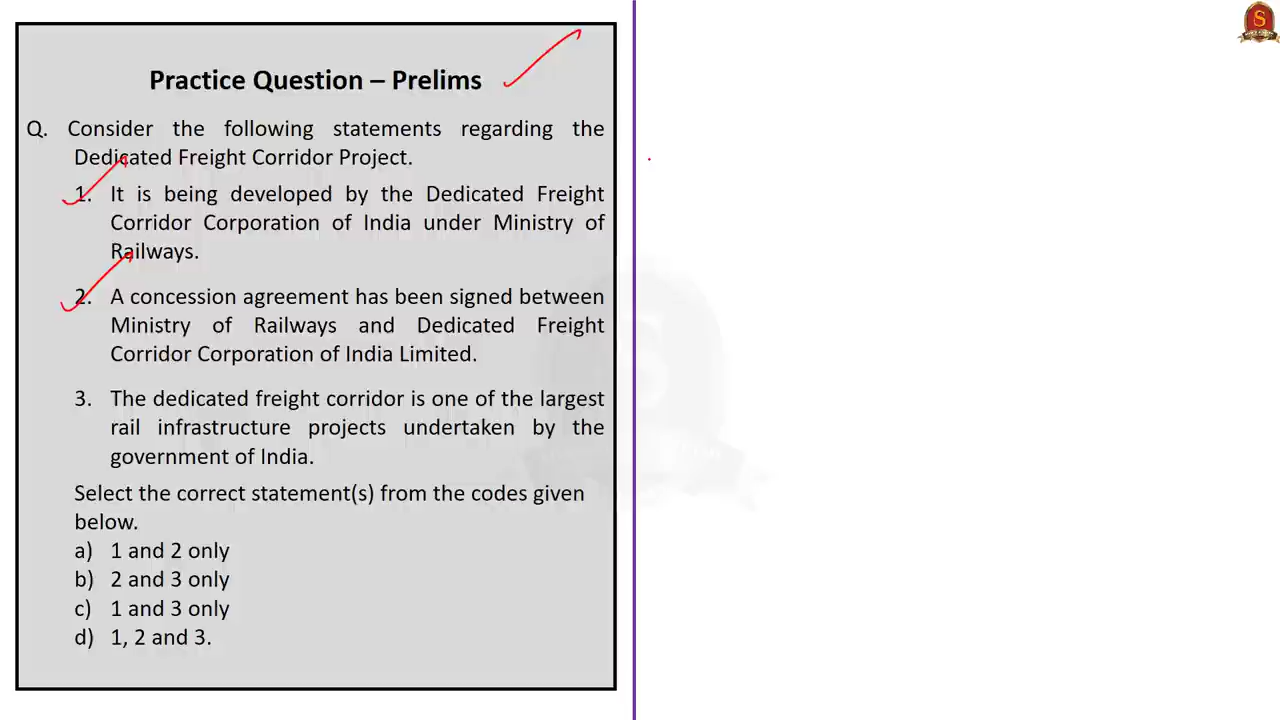 S
Practice Question – Prelims
Q. Consider the following statements regarding the
Dedicated Freight Corridor Project.
1. It is being developed by the Dedicated Freight
Corridor Corporation of India under Ministry of
Railways.
2. A concession agreement has been signed between
Ministry of Railways and Dedicated Freight
Corridor Corporation of India Limited.
3. The dedicated freight corridor is one of the largest
rail infrastructure projects undertaken by the
government of India.
Select the correct statement(s) from the codes given
below.
a) 1 and 2 only
b) 2 and 3 only
c) 1 and 3 only
d) 1, 2 and 3.